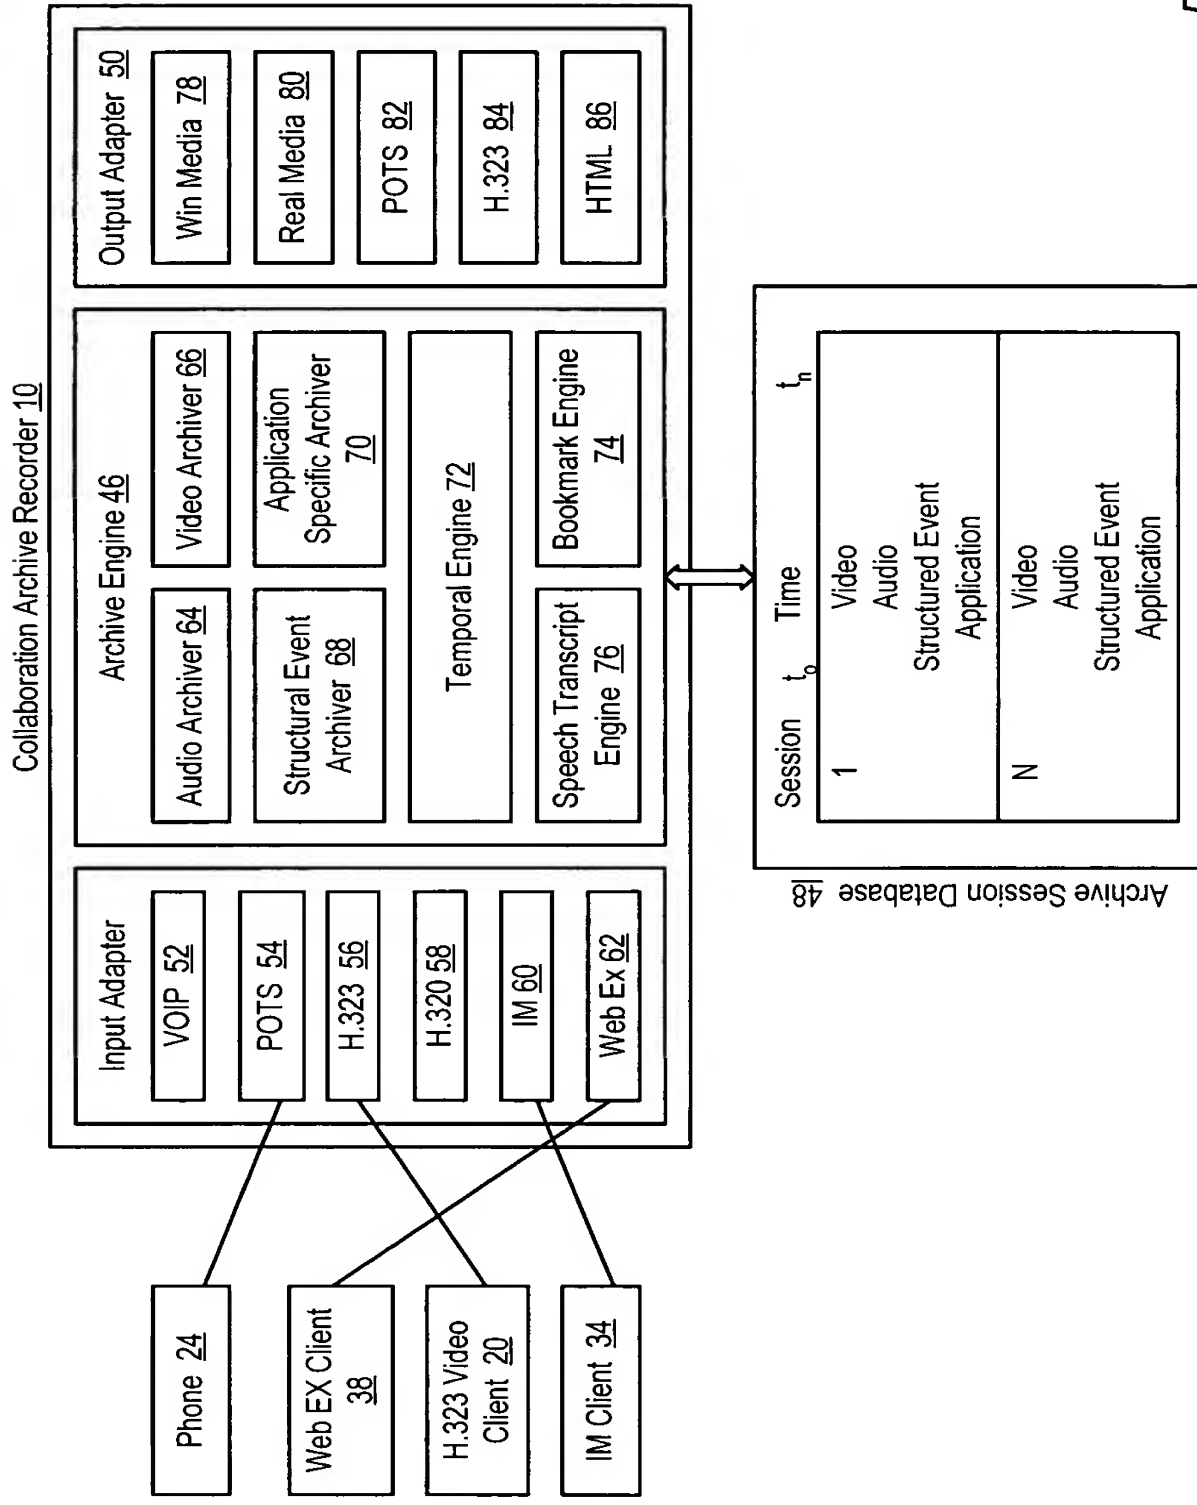 Collaboration Archive Recorder 10
Input Adapter
VOIP 52
POTS 54
H.323 56
H.320 58
IM 60
Web Ex 62
Archive Engine 46
Audio Archiver 64
Video Archiver 66
Structural Event
Archiver 68
Application
Specific Archiver
70
Temporal Engine 72
Speech Transcript
Engine 76
Bookmark Engine
74
Output Adapter 50
Win Media 78
Real Media 80
POTS 82
H.323 84
HTML 86
Phone 24
Web EX Client
38
H.323 Video
Client 20
IM Client 34
Archive Session Database 48
Session t₀ Time tₙ
1
Video
Audio
Structured Event
Application
N
Video
Audio
Structured Event
Application